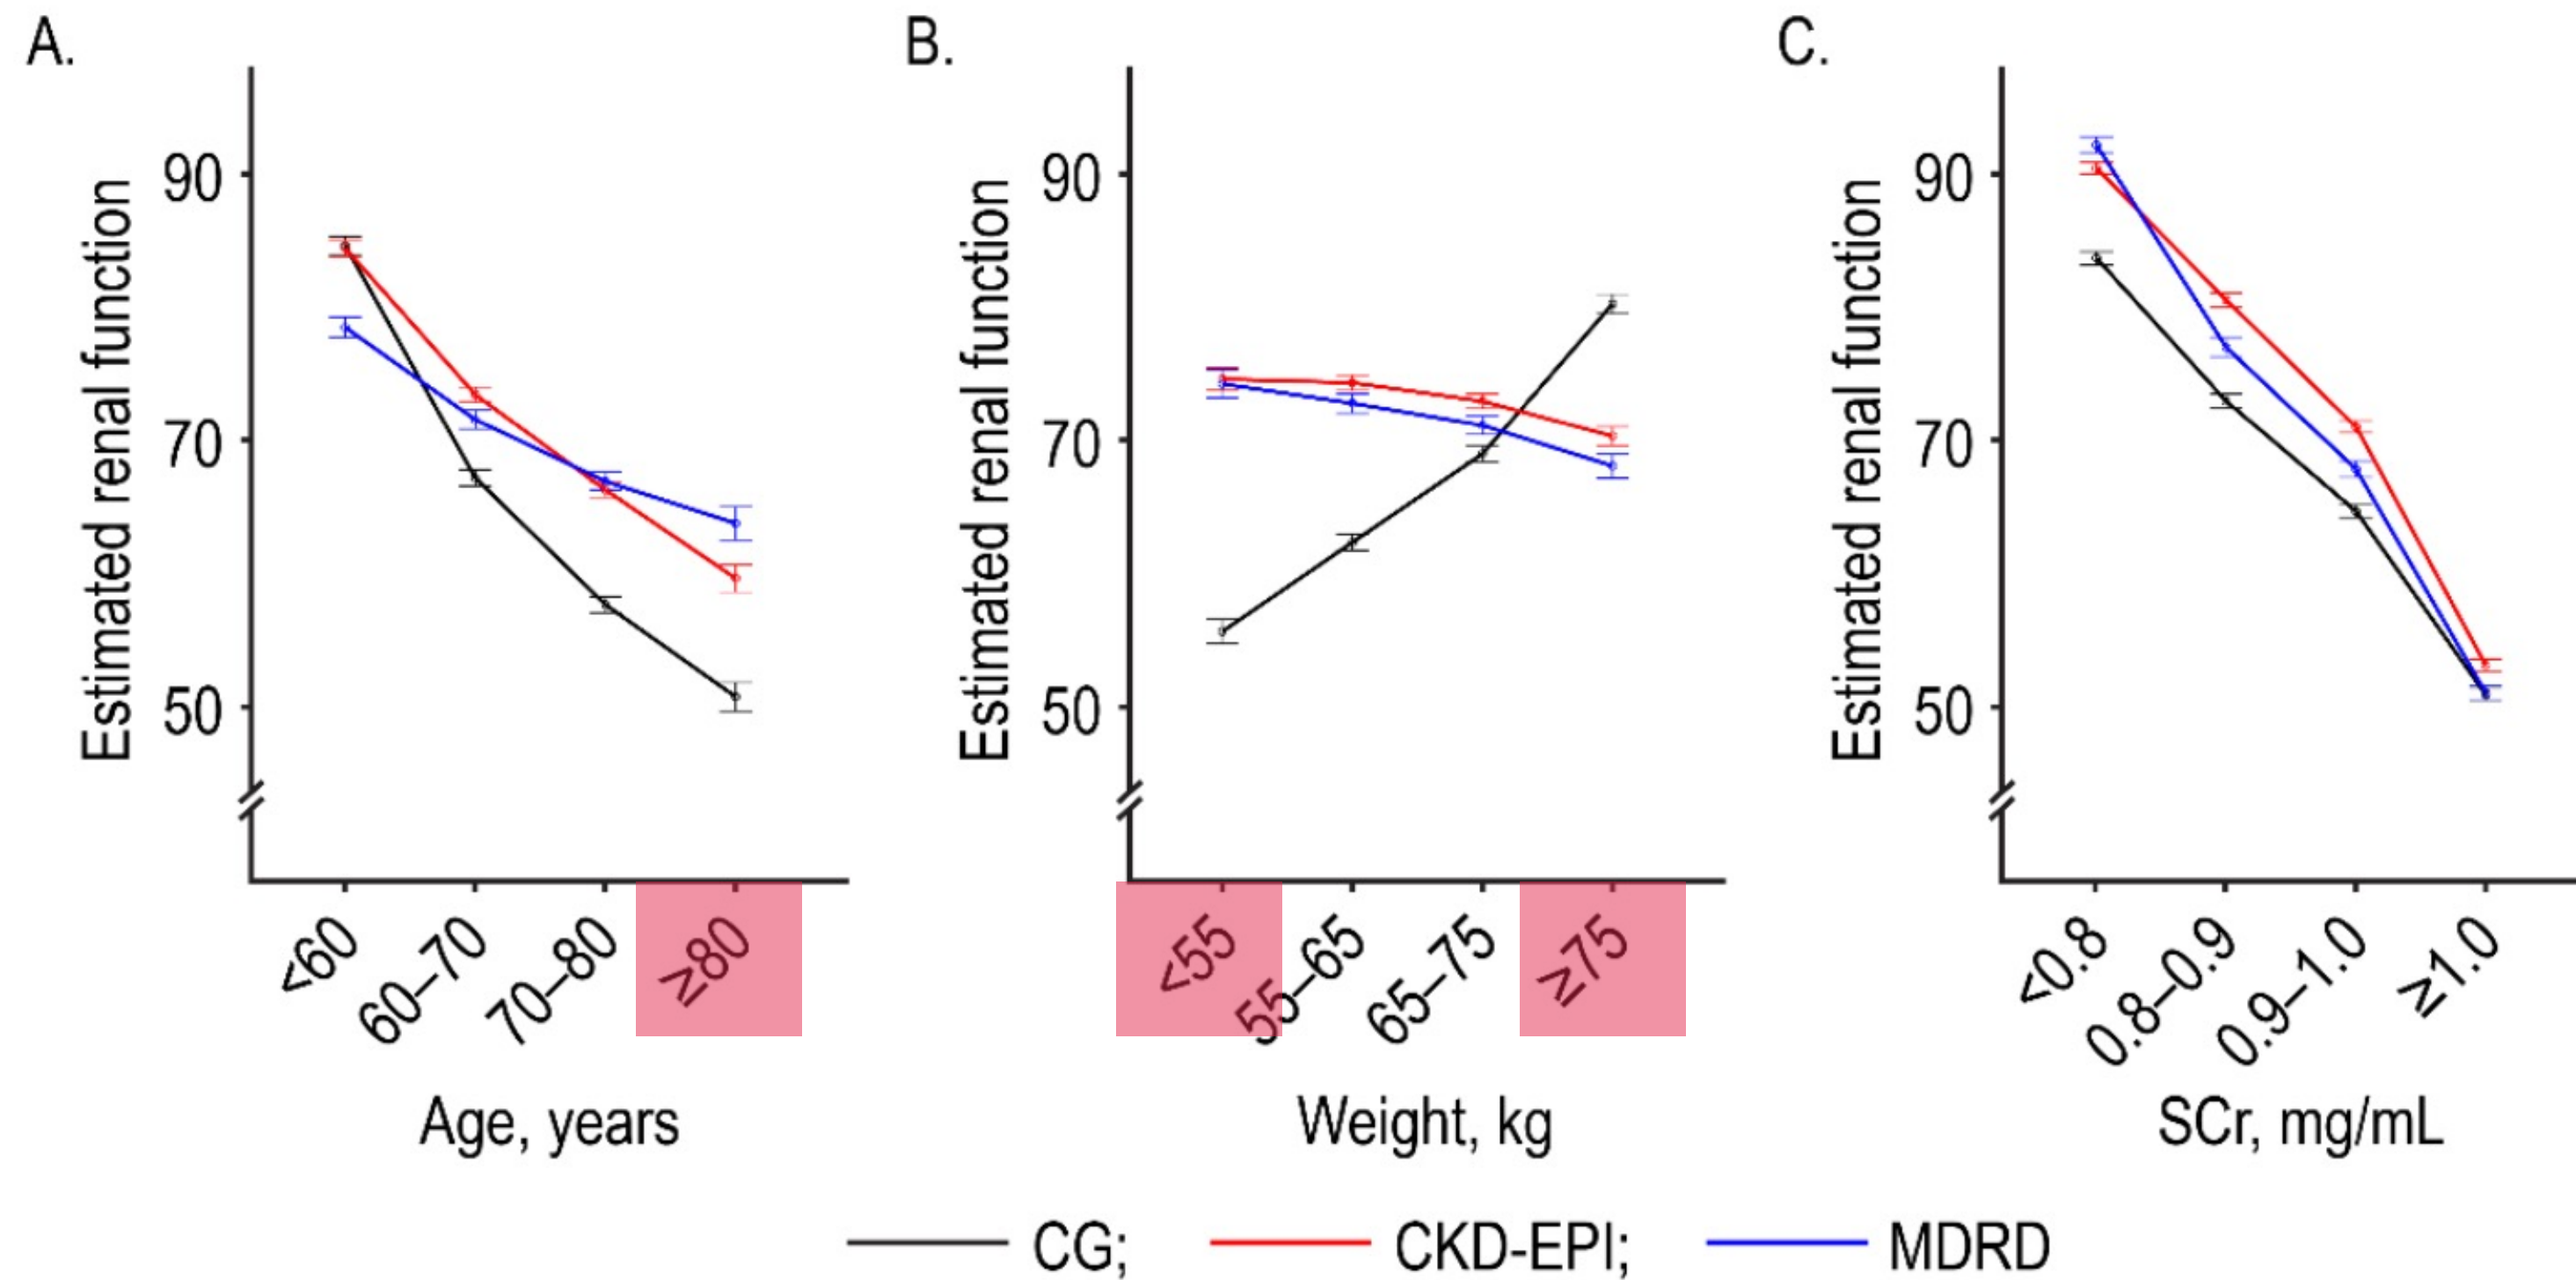 A.
Estimated renal function
90
70
50
<60
60–70
70–80
≥80
Age, years
B.
Estimated renal function
90
70
50
<55
55–65
65–75
≥75
Weight, kg
C.
Estimated renal function
90
70
50
<0.8
0.8–0.9
0.9–1.0
≥1.0
SCr, mg/mL
CG; CKD-EPI; MDRD